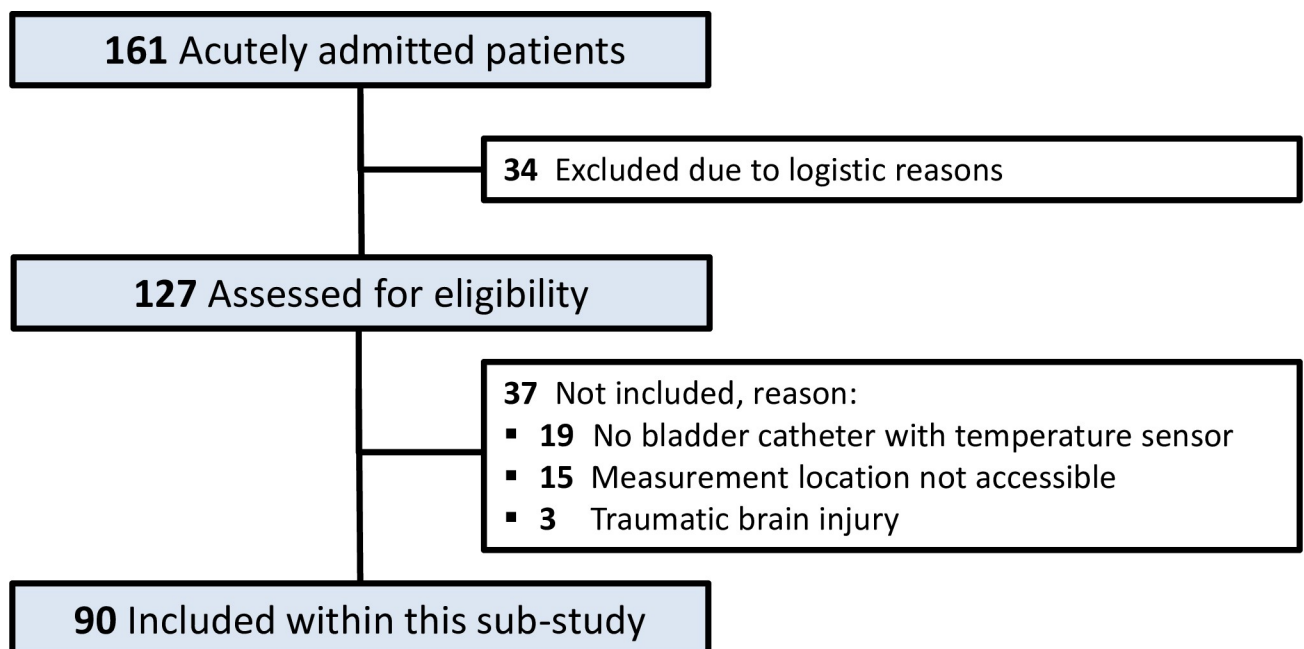 161 Acutely admitted patients
34 Excluded due to logistic reasons
127 Assessed for eligibility
37 Not included, reason:
▪ 19 No bladder catheter with temperature sensor
▪ 15 Measurement location not accessible
▪ 3 Traumatic brain injury
90 Included within this sub-study